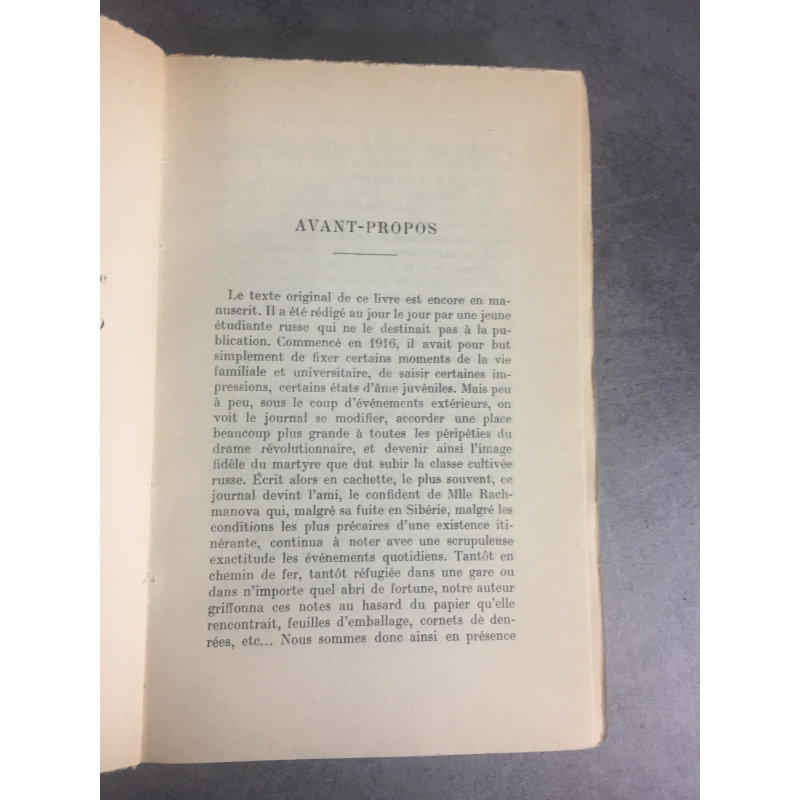 AVANT-PROPOS
Le texte original de ce livre est encore en ma-
nuscrit. Il a été rédigé au jour le jour par une jeune
étudiante russe qui ne le destinait pas à la pu-
blication. Commencé en 1916, il avait pour but
simplement de fixer certains moments de la vie
familiale et universitaire, de saisir certaines im-
pressions, certains états d'âme juvéniles. Mais peu
à peu, sous le coup d'événements extérieurs, on
voit le journal se modifier, accorder une place
beaucoup plus grande à toutes les péripéties du
drame révolutionnaire, et devenir ainsi l'image
fidèle du martyre que dut subir la classe cultivée
russe. Écrit alors en cachette, le plus souvent, ce
journal devint l'ami, le confident de Mlle Rach-
manova qui, malgré sa fuite en Sibérie, malgré les
conditions les plus précaires d'une existence iti-
nérante, continua à noter avec une scrupuleuse
exactitude les événements quotidiens. Tantôt en
chemin de fer, tantôt réfugiée dans une gare ou
dans n'importe quel abri de fortune, notre auteur
griffonna ces notes au hasard du papier qu'elle
rencontrait, feuilles d'emballage, cornets de den-
rées, etc... Nous sommes donc ainsi en présence